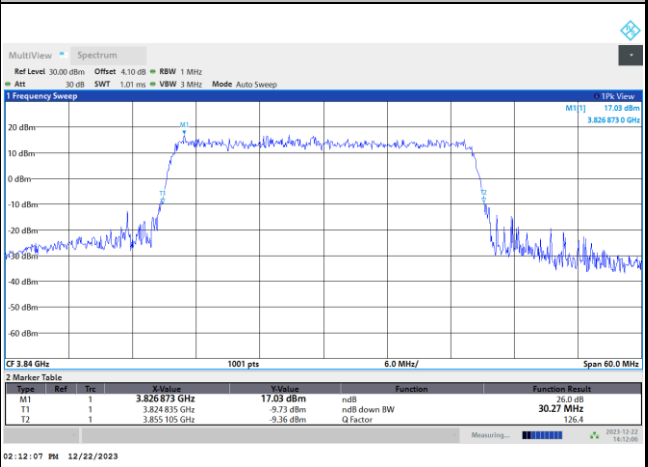 MultiView Spectrum
Ref Level 30.00 dBm Offset 4.10 dB RBW 1 MHz
Att 30 dB SWT 1.01 ms VBW 3 MHz Mode Auto Sweep
1 Frequency Sweep 1Pk View
M1[1] 17.03 dBm
3.826 873 0 GHz
M1
20 dBm
10 dBm
0 dBm
T1 T2
-10 dBm
-20 dBm
-30 dBm
-40 dBm
-50 dBm
-60 dBm
CF 3.84 GHz 1001 pts 6.0 MHz/ Span 60.0 MHz
2 Marker Table
Type Ref Trc X-Value Y-Value Function Function Result
M1 1 3.826 873 GHz 17.03 dBm ndB 26.0 dB
T1 1 3.824 835 GHz -9.73 dBm ndB down BW 30.27 MHz
T2 1 3.855 105 GHz -9.36 dBm Q Factor 126.4
Measuring... 2023-12-22
14:12:06
02:12:07 PM 12/22/2023